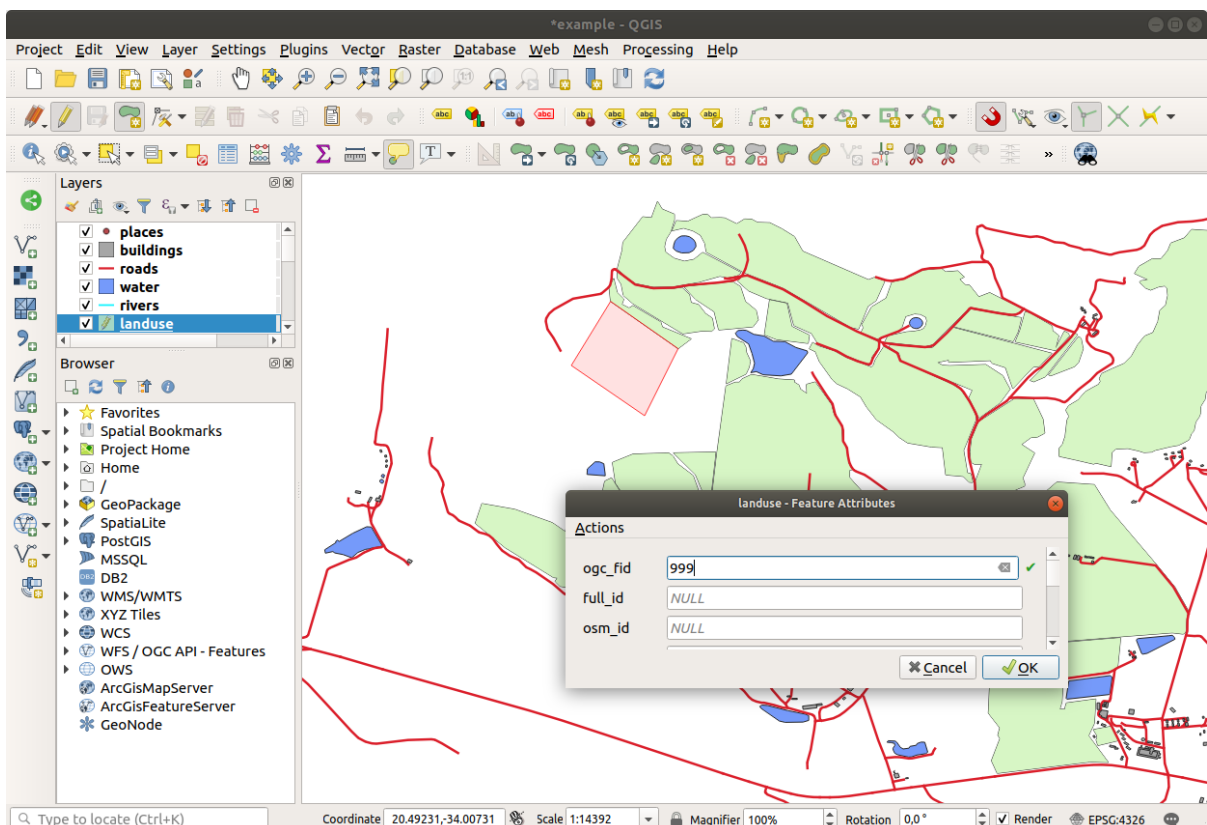 *example - QGIS
Project Edit View Layer Settings Plugins Vector Raster Database Web Mesh Processing Help
abc abc
T »
Layers
places
buildings
roads
water
rivers
landuse
Browser
Favorites
Spatial Bookmarks
Project Home
Home
/
GeoPackage
SpatiaLite
PostGIS
MSSQL
DB2
WMS/WMTS
XYZ Tiles
WCS
WFS / OGC API - Features
OWS
ArcGisMapServer
ArcGisFeatureServer
GeoNode
landuse - Feature Attributes
Actions
ogc_fid 999
full_id NULL
osm_id NULL
Cancel OK
Type to locate (Ctrl+K) Coordinate 20.49231,-34.00731 Scale 1:14392 Magnifier 100% Rotation 0,0 ° Render EPSG:4326